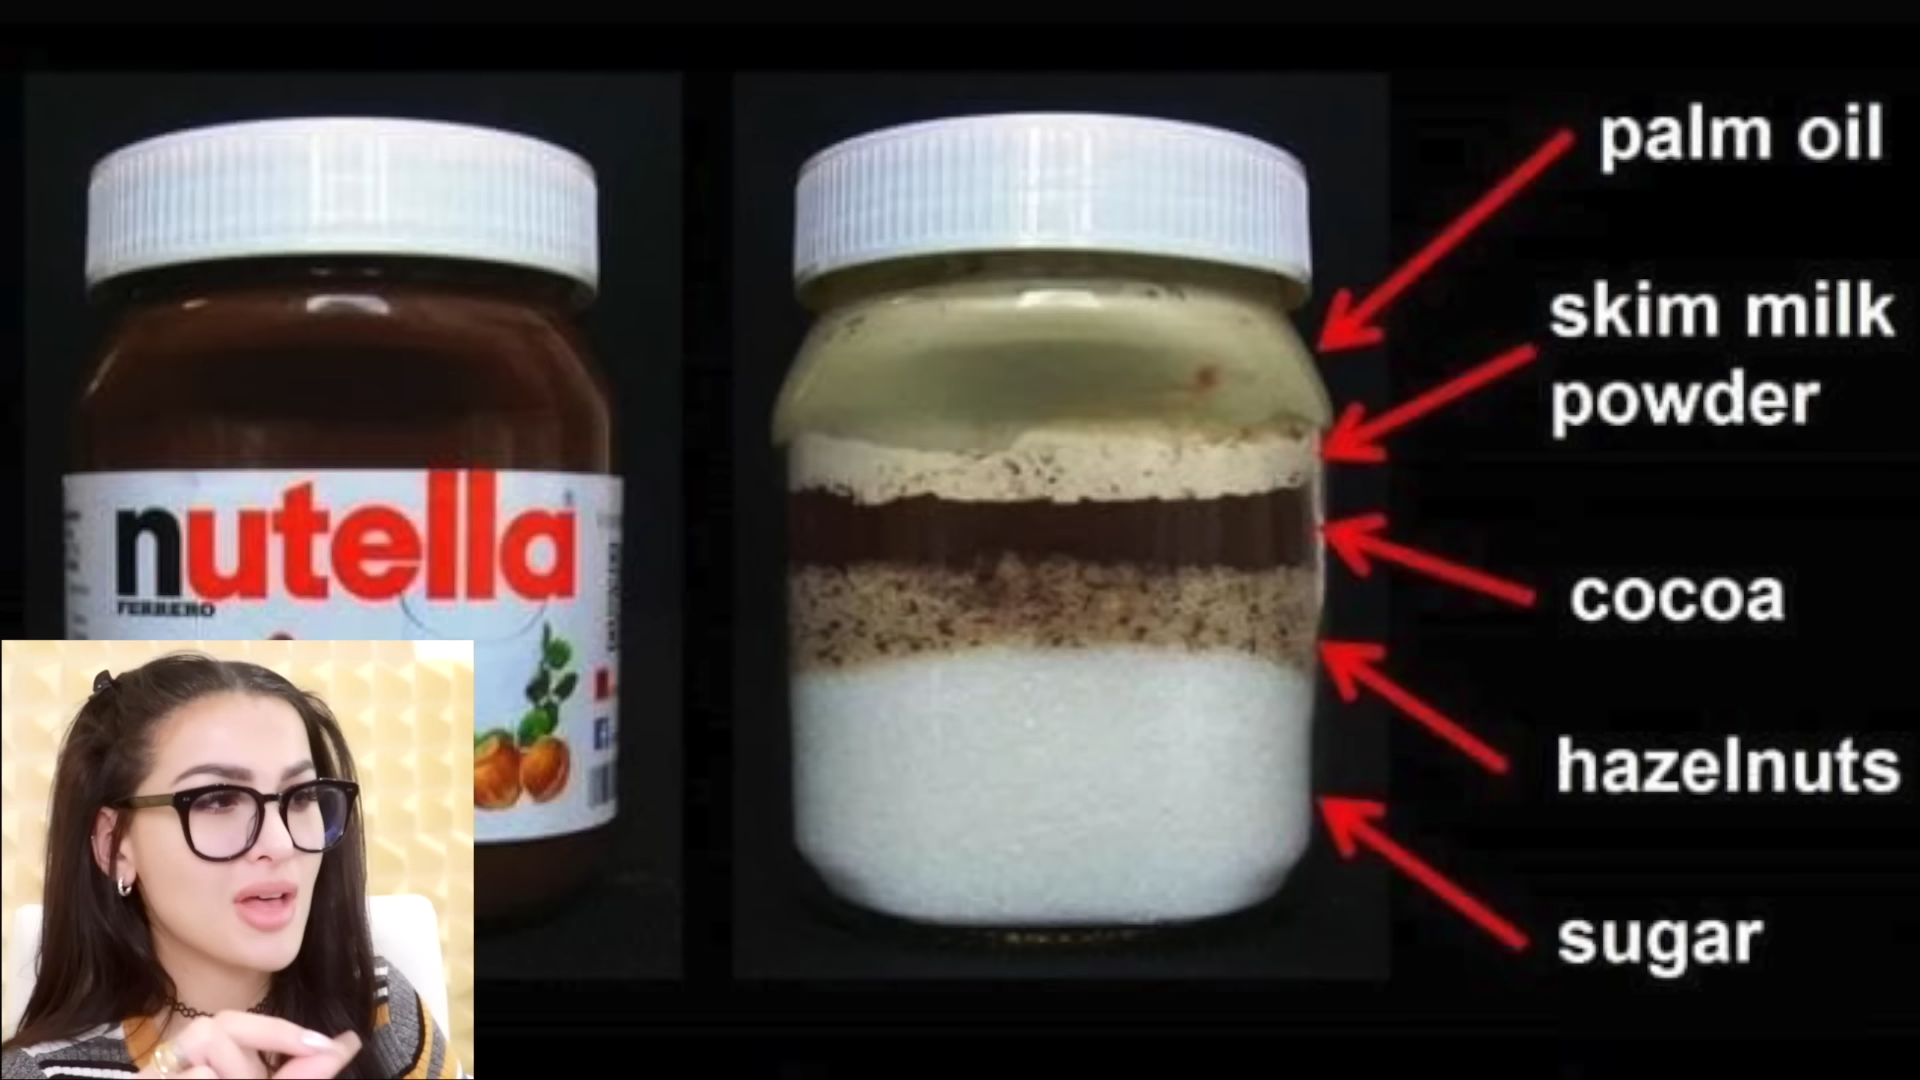 nutella
FERRERO
palm oil
skim milk
powder
cocoa
hazelnuts
sugar